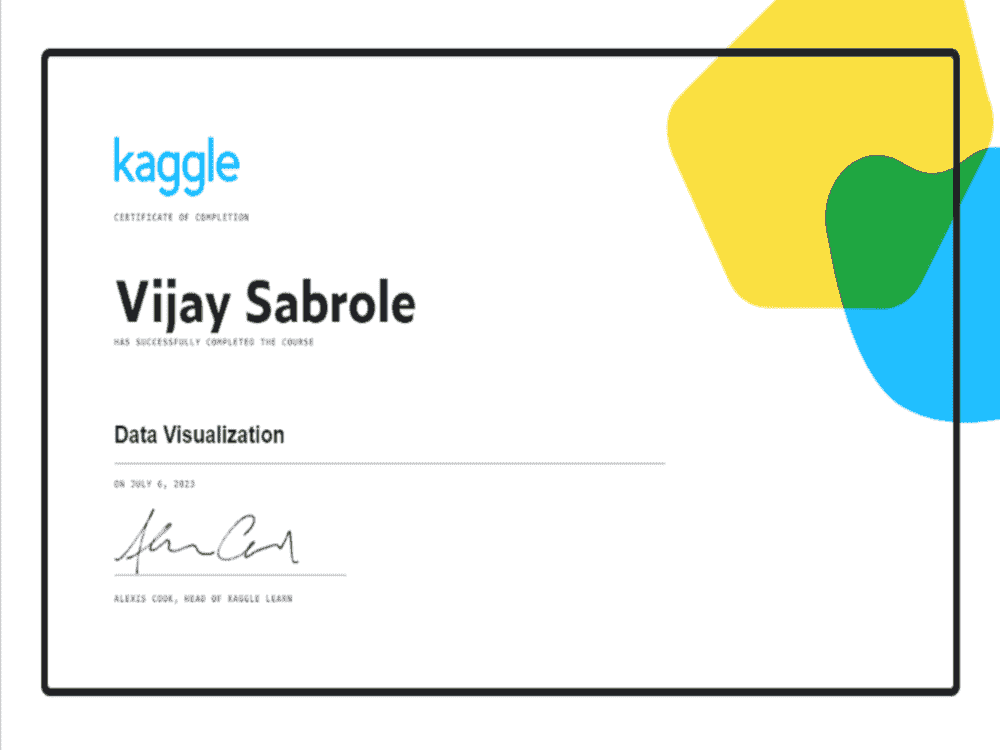 kaggle
CERTIFICATE OF COMPLETION
Vijay Sabrole
HAS SUCCESSFULLY COMPLETED THE COURSE
Data Visualization
ON JULY 6, 2023
Alexis Cook
ALEXIS COOK, HEAD OF KAGGLE LEARN